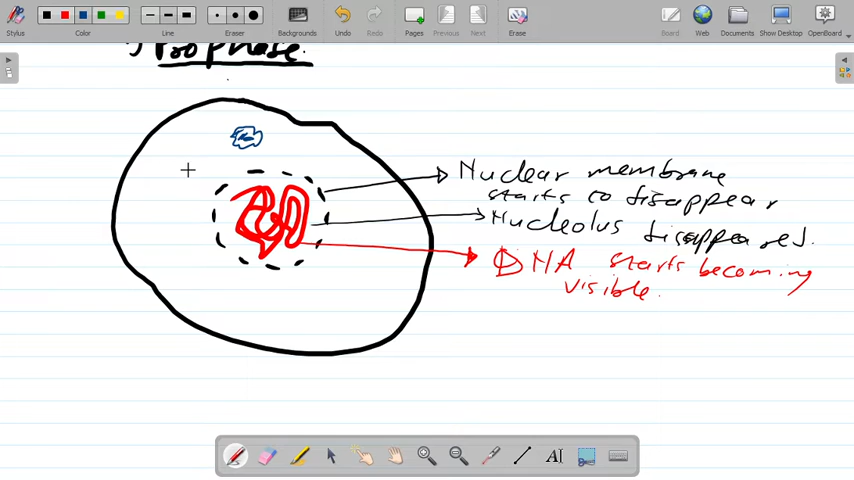 Stylus
Color
Line
Eraser
Backgrounds
Undo
Redo
Pages
Previous
Next
Erase
Board
Web
Documents
Show Desktop
OpenBoard
Prophase
Nuclear membrane
starts to disappear
Nucleolus disappeared.
DNA starts becoming
visible.